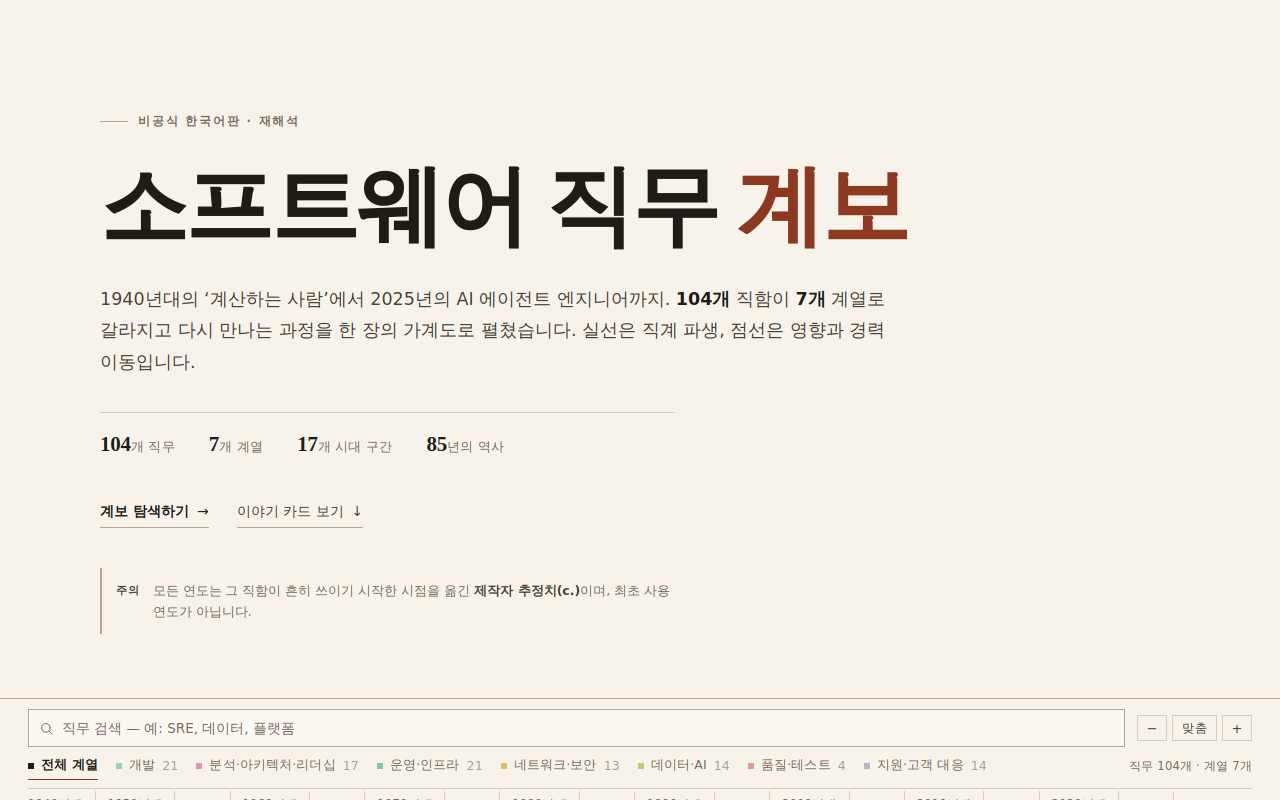 비공식 한국어판 · 재해석
소프트웨어 직무 계보
1940년대의 ‘계산하는 사람’에서 2025년의 AI 에이전트 엔지니어까지. 104개 직함이 7개 계열로
갈라지고 다시 만나는 과정을 한 장의 가계도로 펼쳤습니다. 실선은 직계 파생, 점선은 영향과 경력
이동입니다.
104개 직무 7개 계열 17개 시대 구간 85년의 역사
계보 탐색하기 → 이야기 카드 보기 ↓
주의 모든 연도는 그 직함이 흔히 쓰이기 시작한 시점을 옮긴 제작자 추정치(c.)이며, 최초 사용
연도가 아닙니다.
직무 검색 — 예: SRE, 데이터, 플랫폼 − 맞춤 +
전체 계열 개발 21 분석·아키텍처·리더십 17 운영·인프라 21 네트워크·보안 13 데이터·AI 14 품질·테스트 4 지원·고객 대응 14 직무 104개 · 계열 7개